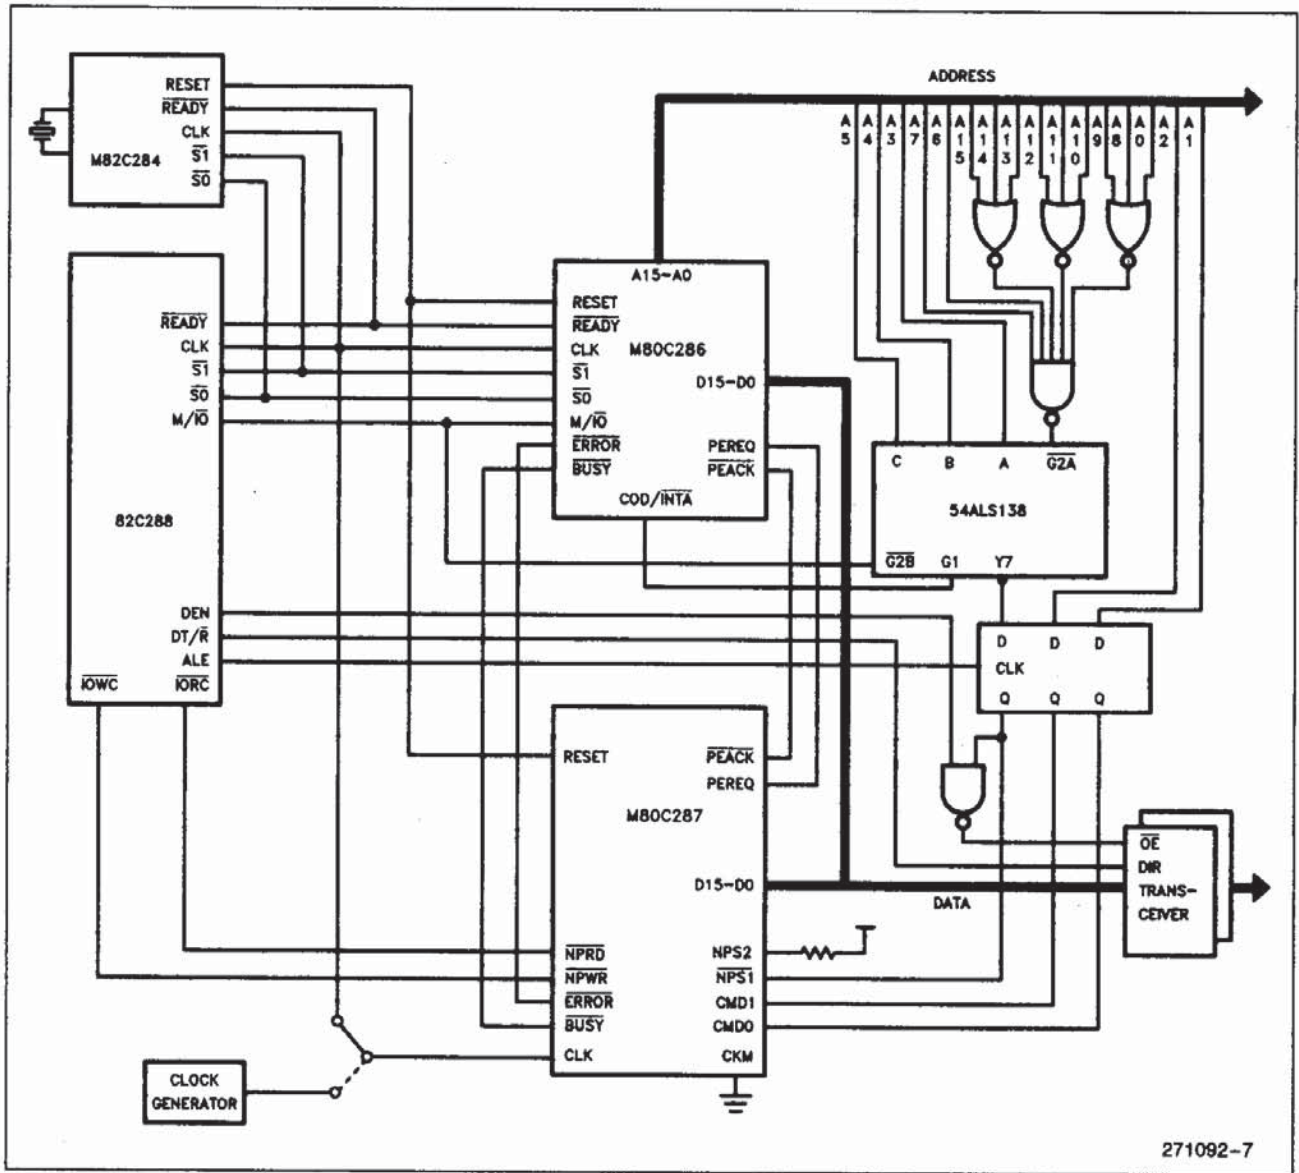 ADDRESS
A5 A4 A3 A7 A6 A15 A14 A13 A12 A11 A10 A9 A8 A0 A2 A1
M82C284
RESET
READY
CLK
S1
S0
82C288
READY
CLK
S1
S0
M/IO
DEN
DT/R
ALE
IOWC
IORC
A15-A0
RESET
READY
CLK
S1
S0
M/IO
ERROR
BUSY
M80C286
D15-D0
PEREQ
PEACK
COD/INTA
C B A G2A
54ALS138
G2B G1 Y7
D D D
CLK
Q Q Q
RESET
PEACK
PEREQ
M80C287
D15-D0
DATA
NPRD
NPWR
ERROR
BUSY
CLK
NPS2
NPS1
CMD1
CMD0
CKM
OE
DIR
TRANS-
CEIVER
CLOCK
GENERATOR
271092-7